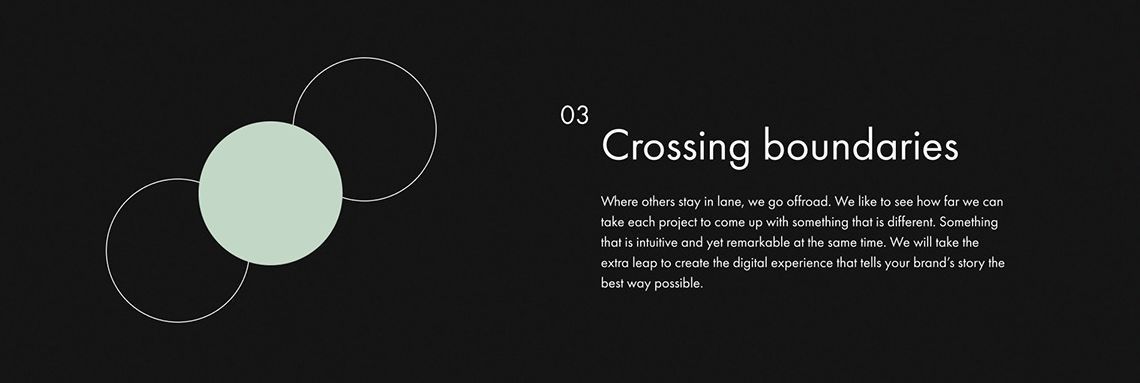 03
Crossing boundaries
Where others stay in lane, we go offroad. We like to see how far we can
take each project to come up with something that is different. Something
that is intuitive and yet remarkable at the same time. We will take the
extra leap to create the digital experience that tells your brand’s story the
best way possible.